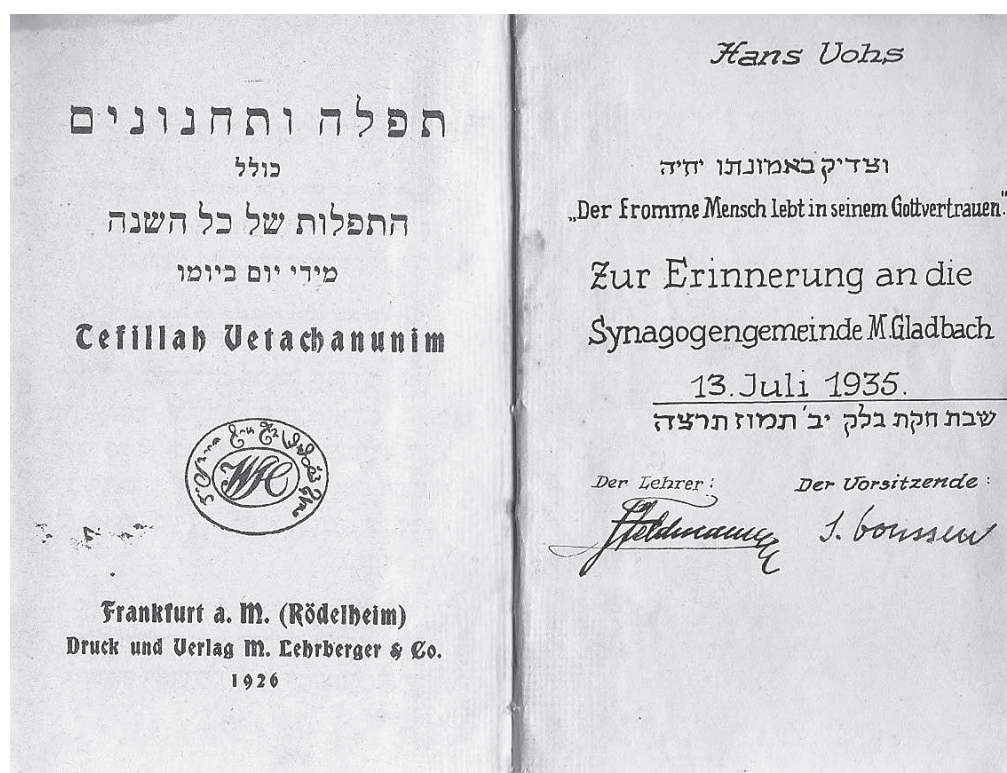 תפלה ותחנונים
כולל
התפלות של כל השנה
מידי יום ביומו
Tefillah Vetachanunim
Frankfurt a. M. (Rödelheim)
Druck und Verlag M. Lehrberger & Co.
1926
Hans Vohs
וצדיק באמונתו יחיה
„Der fromme Mensch lebt in seinem Gottvertrauen."
Zur Erinnerung an die
Synagogengemeinde M.Gladbach
13. Juli 1935.
שבת חקת בלק יב' תמוז תרצה
Der Lehrer: Der Vorsitzende: